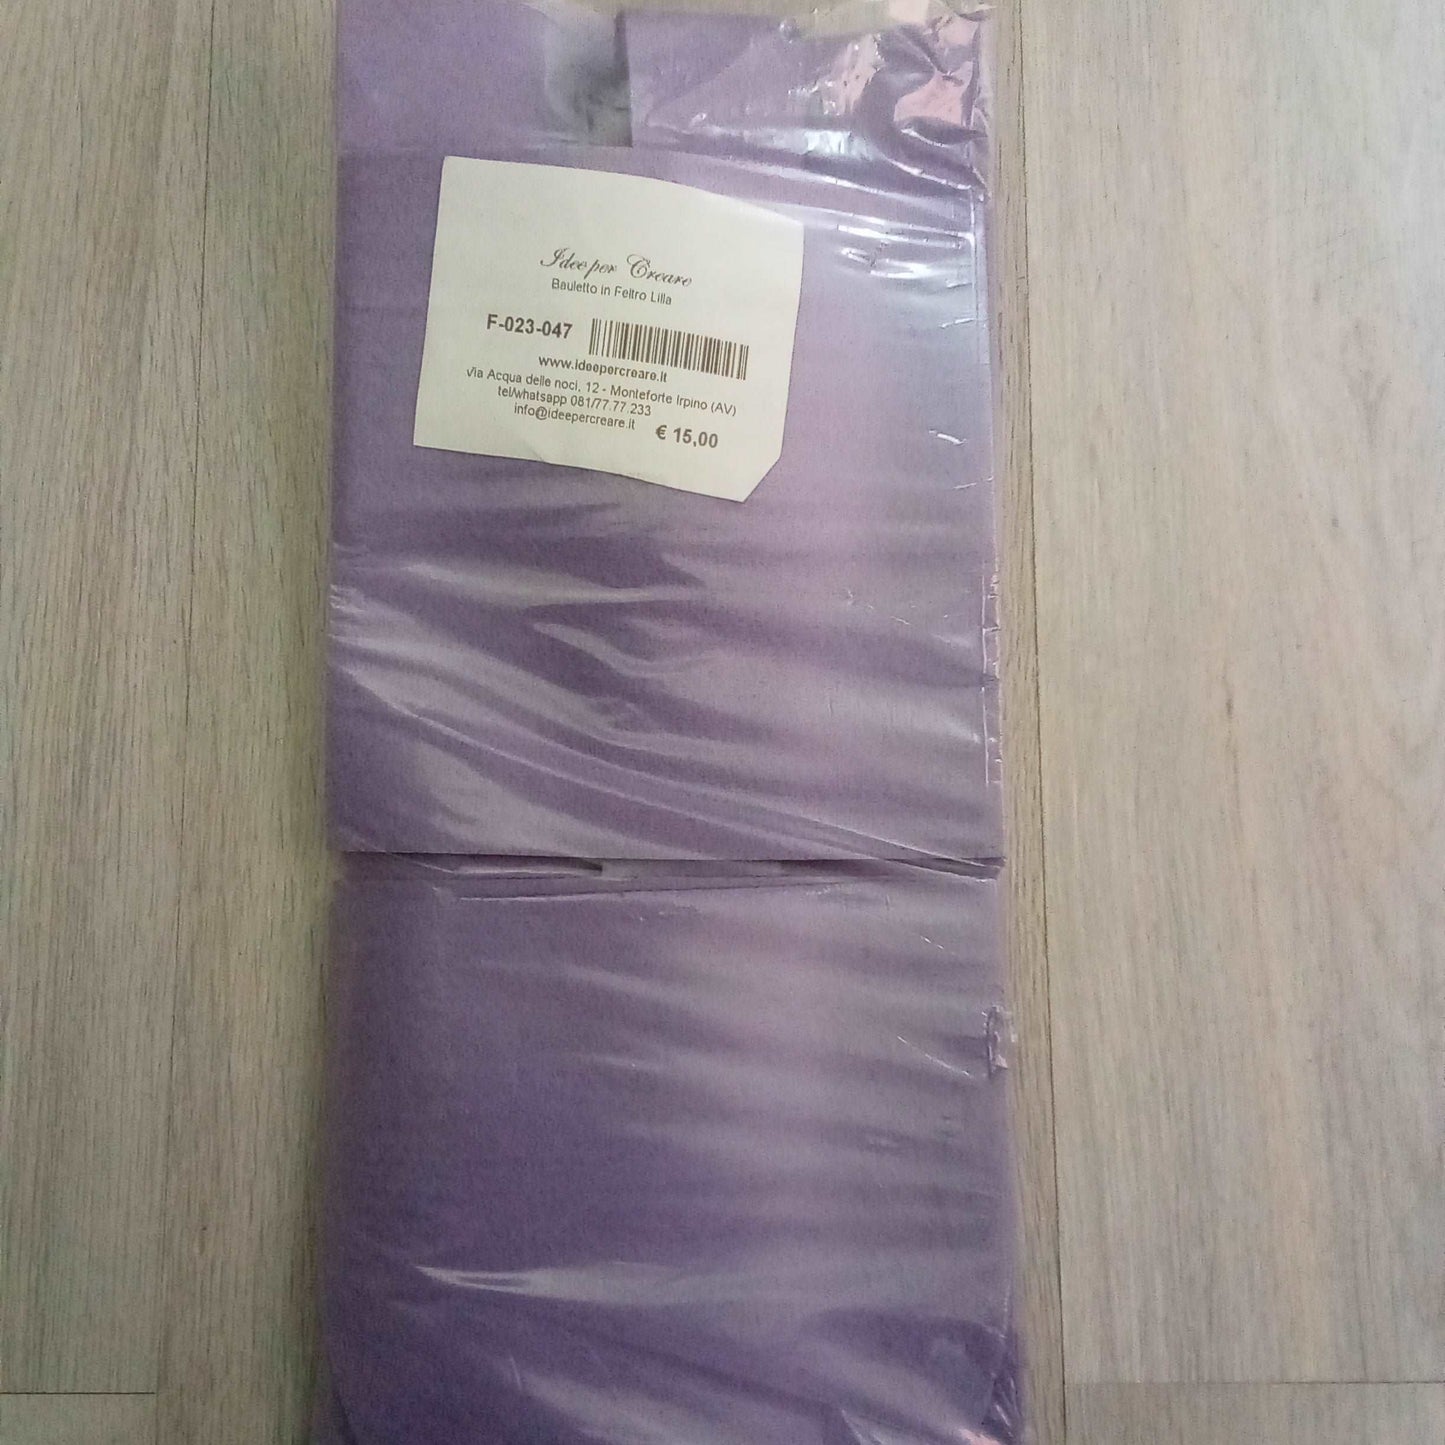 Idee per Creare
Bauletto in Feltro Lilla
F-023-047
www.ideepercreare.it
via Acqua delle noci, 12 - Monteforte Irpino (AV)
tel/whatsapp 081/77.77.233
info@ideepercreare.it
€ 15,00